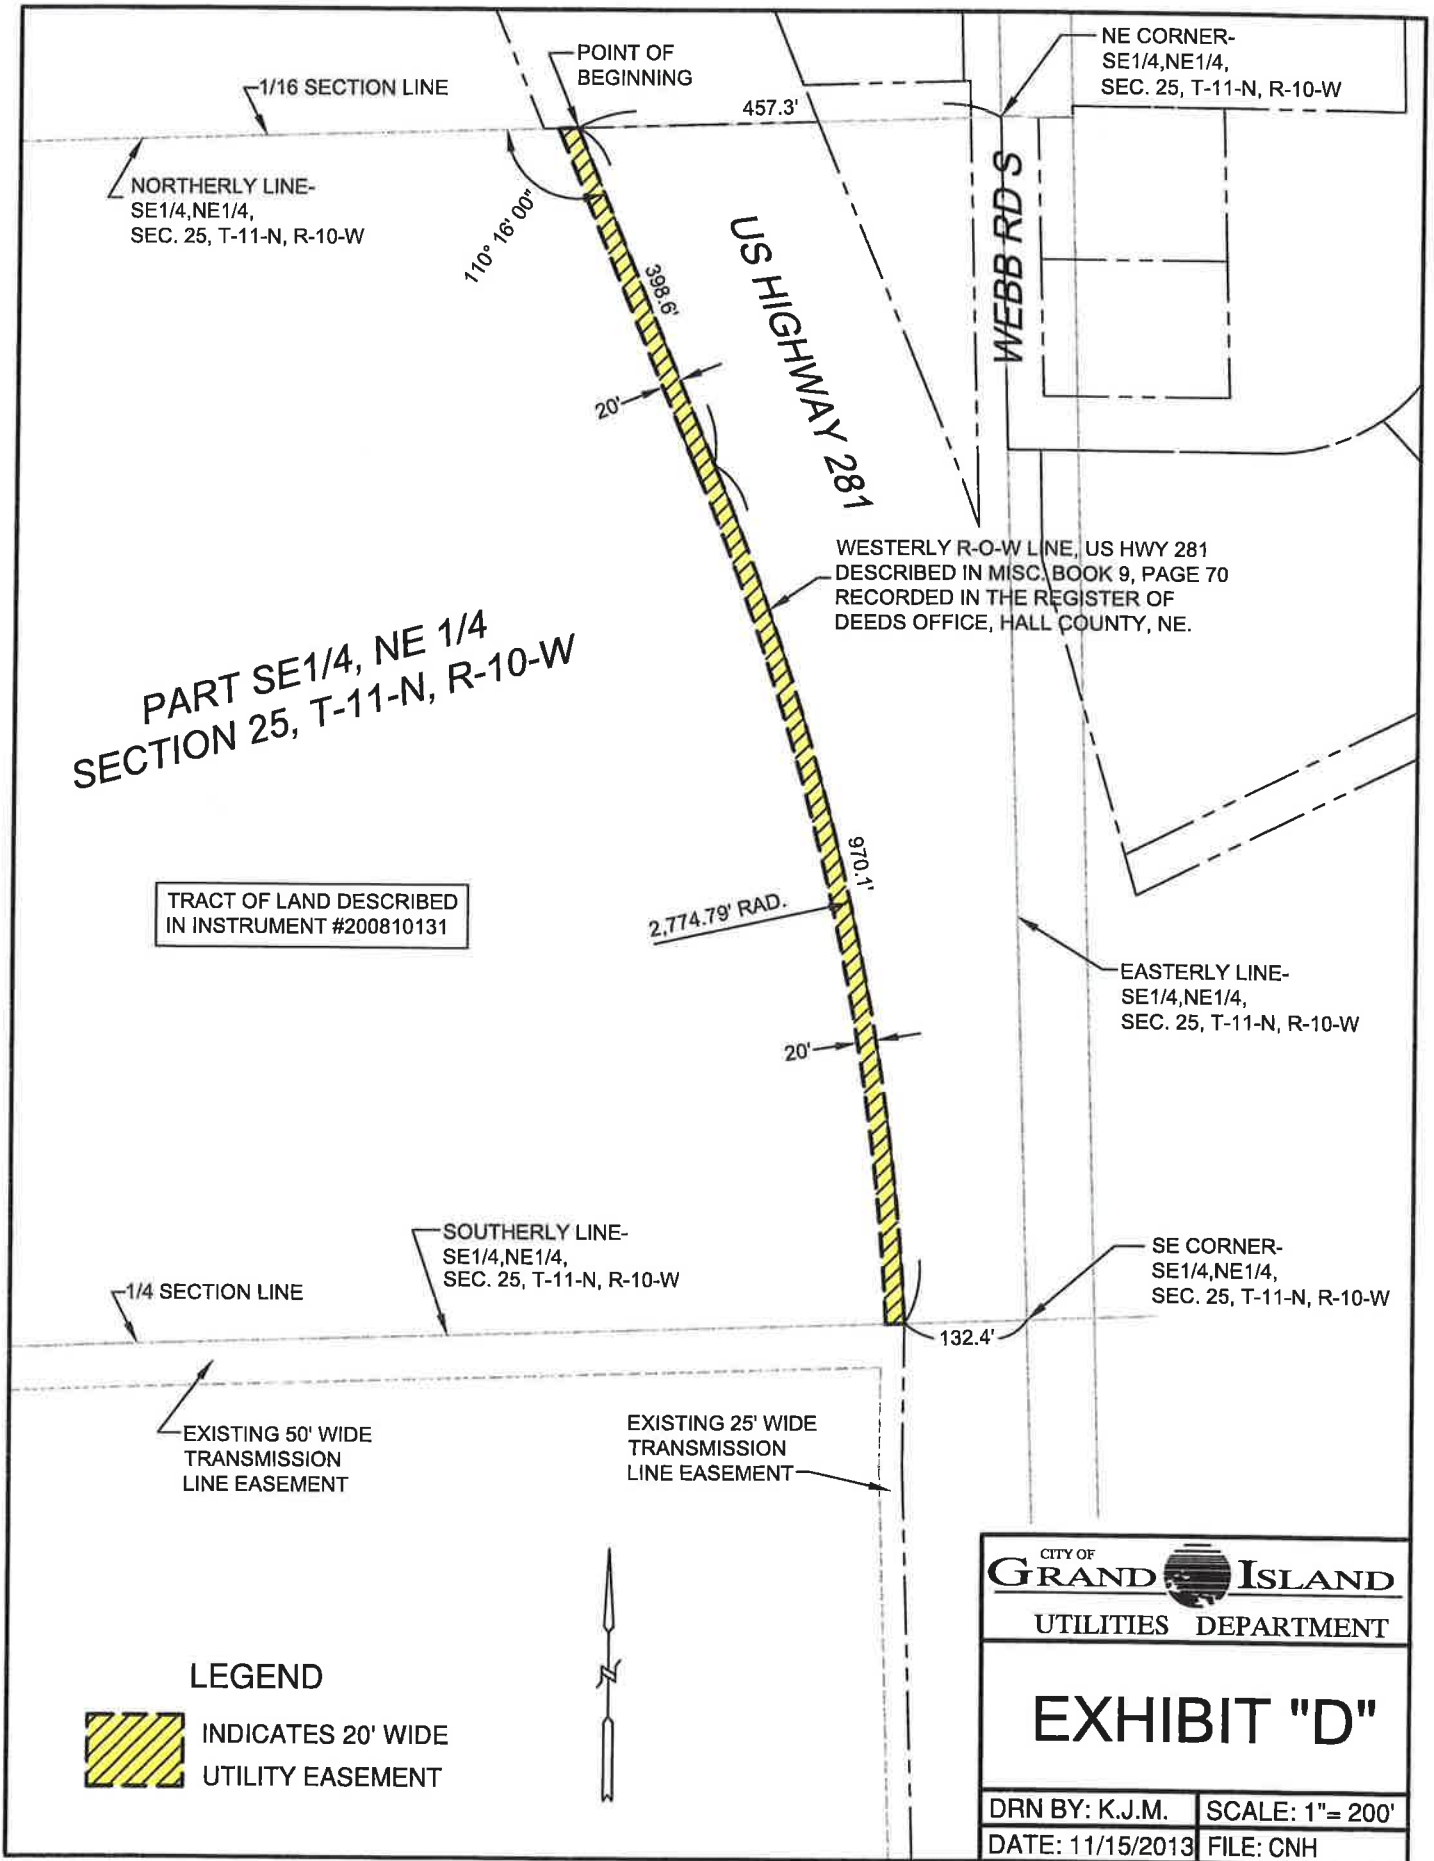 POINT OF
BEGINNING
NE CORNER-
SE1/4,NE1/4,
SEC. 25, T-11-N, R-10-W
1/16 SECTION LINE
457.3'
NORTHERLY LINE-
SE1/4,NE1/4,
SEC. 25, T-11-N, R-10-W
110° 16' 00"
398.6'
US HIGHWAY 281
WEBB RD S
20'
WESTERLY R-O-W LINE, US HWY 281
DESCRIBED IN MISC. BOOK 9, PAGE 70
RECORDED IN THE REGISTER OF
DEEDS OFFICE, HALL COUNTY, NE.
PART SE1/4, NE 1/4
SECTION 25, T-11-N, R-10-W
970.1'
TRACT OF LAND DESCRIBED
IN INSTRUMENT #200810131
2,774.79' RAD.
EASTERLY LINE-
SE1/4,NE1/4,
SEC. 25, T-11-N, R-10-W
20'
SOUTHERLY LINE-
SE1/4,NE1/4,
SEC. 25, T-11-N, R-10-W
SE CORNER-
SE1/4,NE1/4,
SEC. 25, T-11-N, R-10-W
1/4 SECTION LINE
132.4'
EXISTING 50' WIDE
TRANSMISSION
LINE EASEMENT
EXISTING 25' WIDE
TRANSMISSION
LINE EASEMENT
N
LEGEND
INDICATES 20' WIDE
UTILITY EASEMENT
CITY OF
GRAND ISLAND
UTILITIES DEPARTMENT
EXHIBIT "D"
DRN BY: K.J.M.
SCALE: 1"= 200'
DATE: 11/15/2013
FILE: CNH